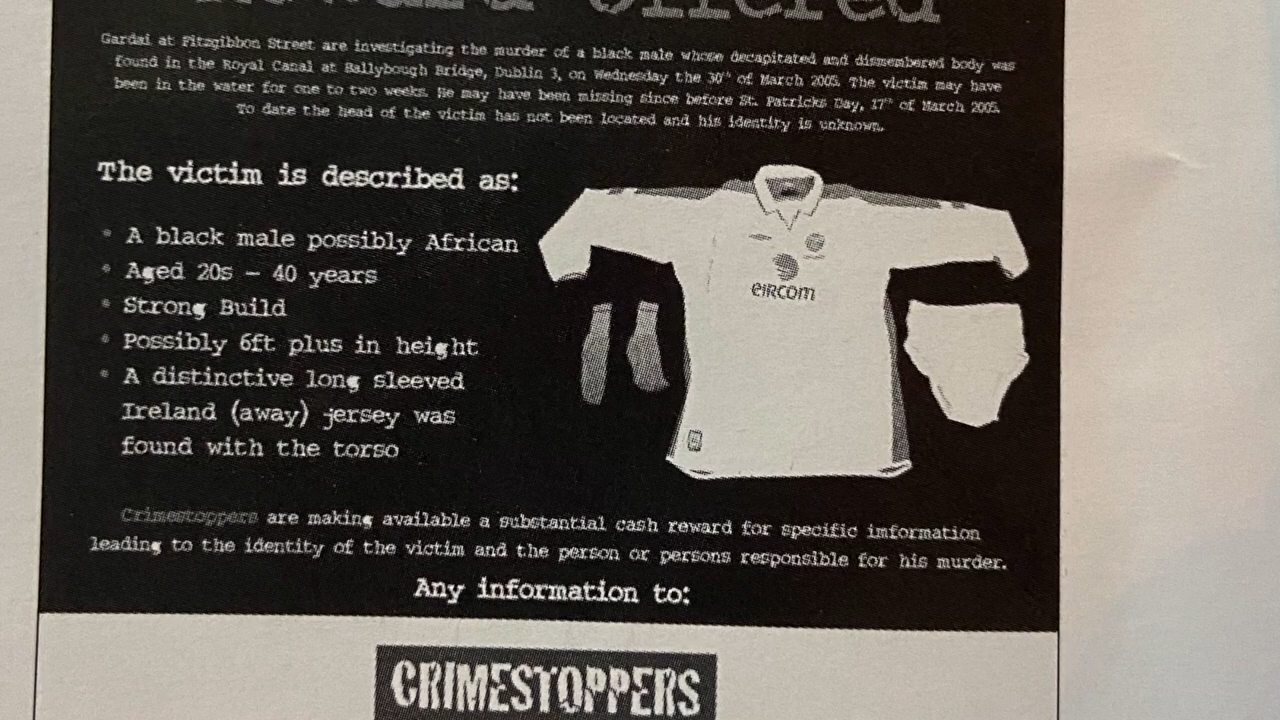 Reward Offered
Gardai at Fitzgibbon Street are investigating the murder of a black male whose decapitated and dismembered body was
found in the Royal Canal at Ballybough Bridge, Dublin 3, on Wednesday the 30th of March 2005. The victim may have
been in the water for one to two weeks. He may have been missing since before St. Patricks Day, 17th of March 2005.
To date the head of the victim has not been located and his identity is unknown.
The victim is described as:
• A black male possibly African
• Aged 20s – 40 years
• Strong Build
• Possibly 6ft plus in height
• A distinctive long sleeved
Ireland (away) jersey was
found with the torso
eircom
Crimestoppers are making available a substantial cash reward for specific imformation
leading to the identity of the victim and the person or persons responsible for his murder.
Any information to:
CRIMESTOPPERS